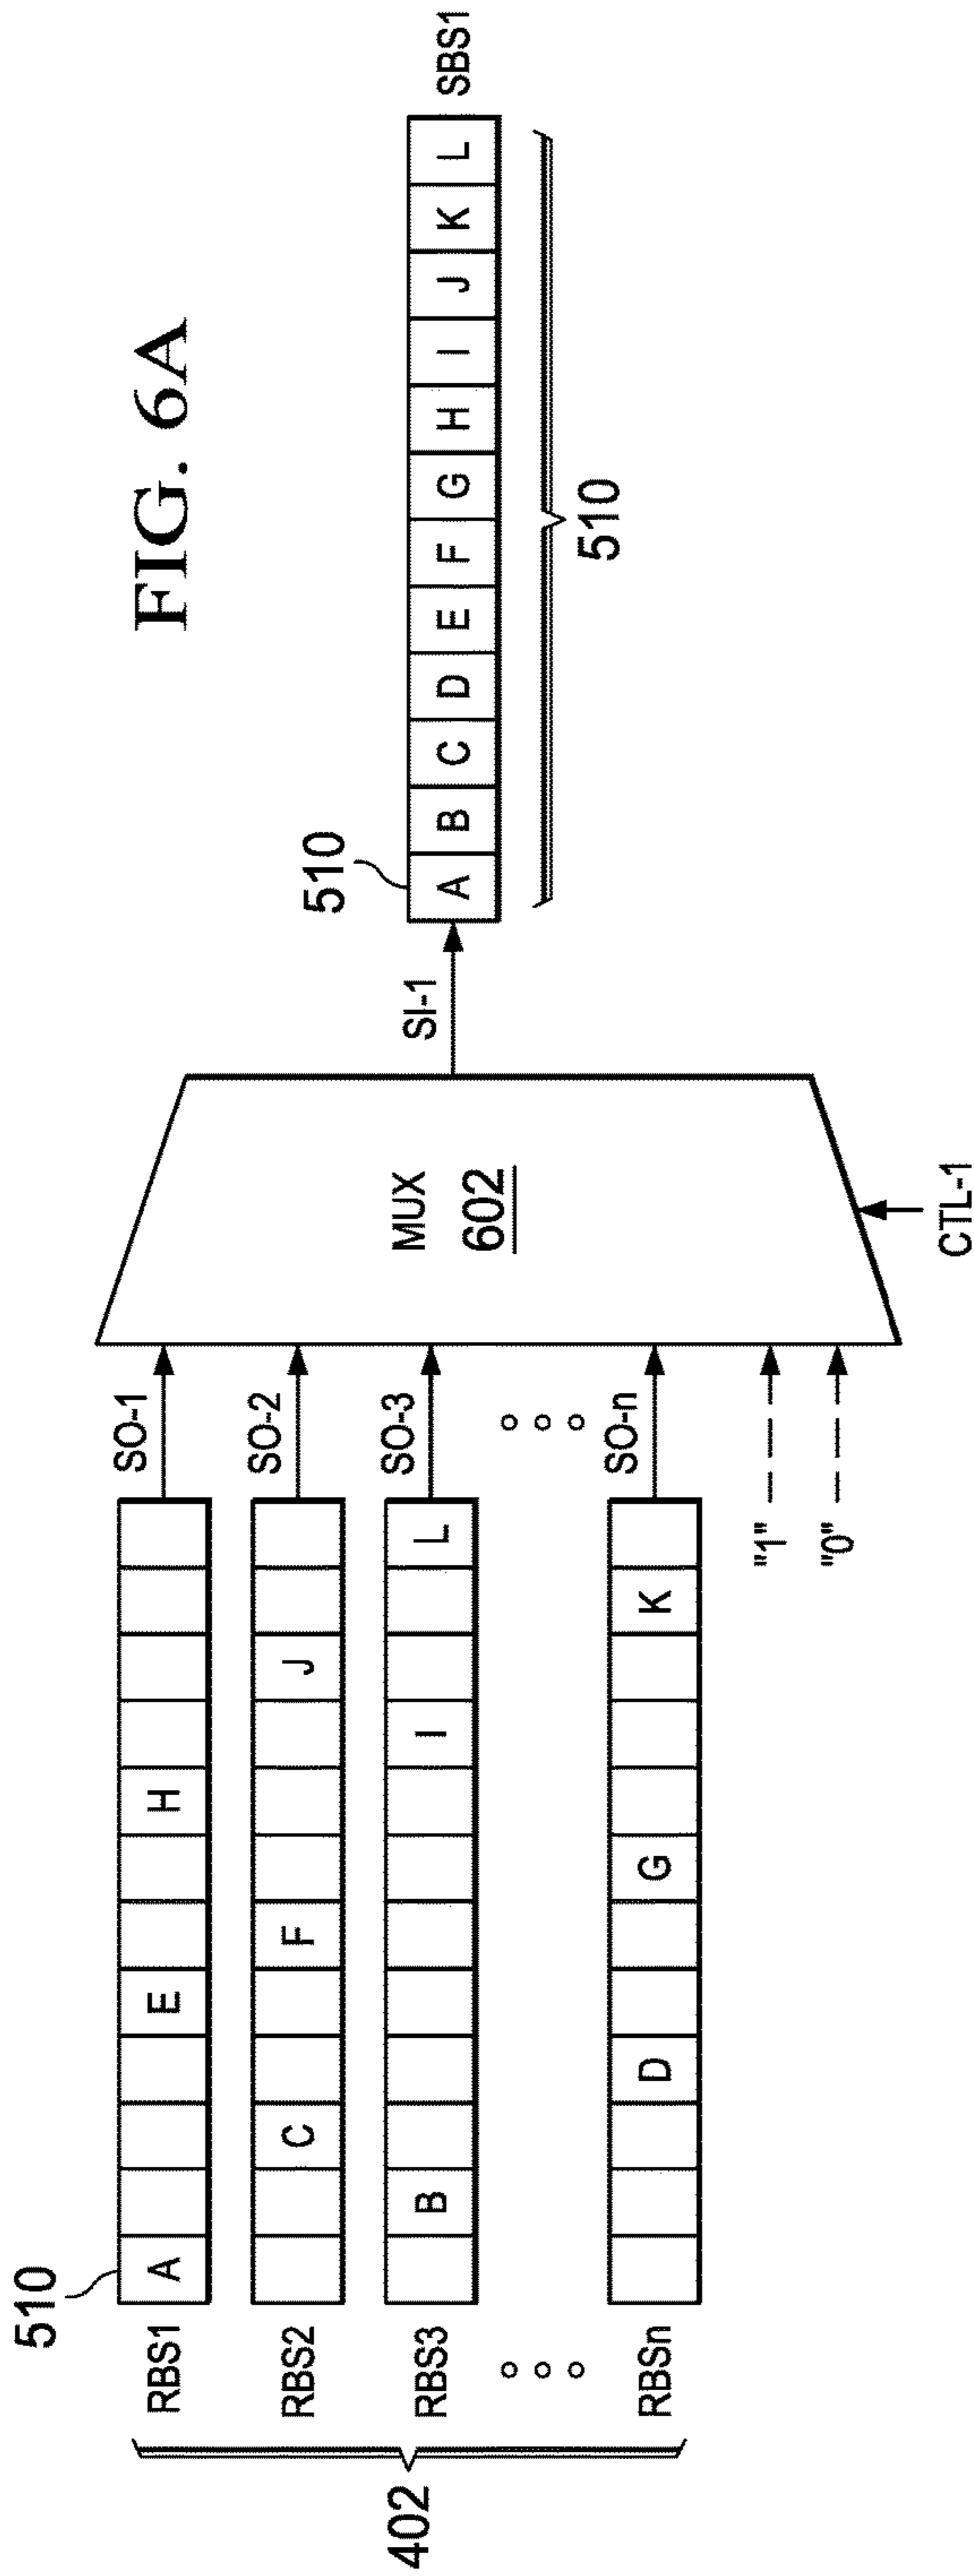 FIG. 6A
510
RBS1 A E H SO-1
RBS2 C F J SO-2
RBS3 B I L SO-3
RBSn D G K SO-n
402
"1"
"0"
MUX
602
CTL-1
SI-1
510
A B C D E F G H I J K L SBS1
510